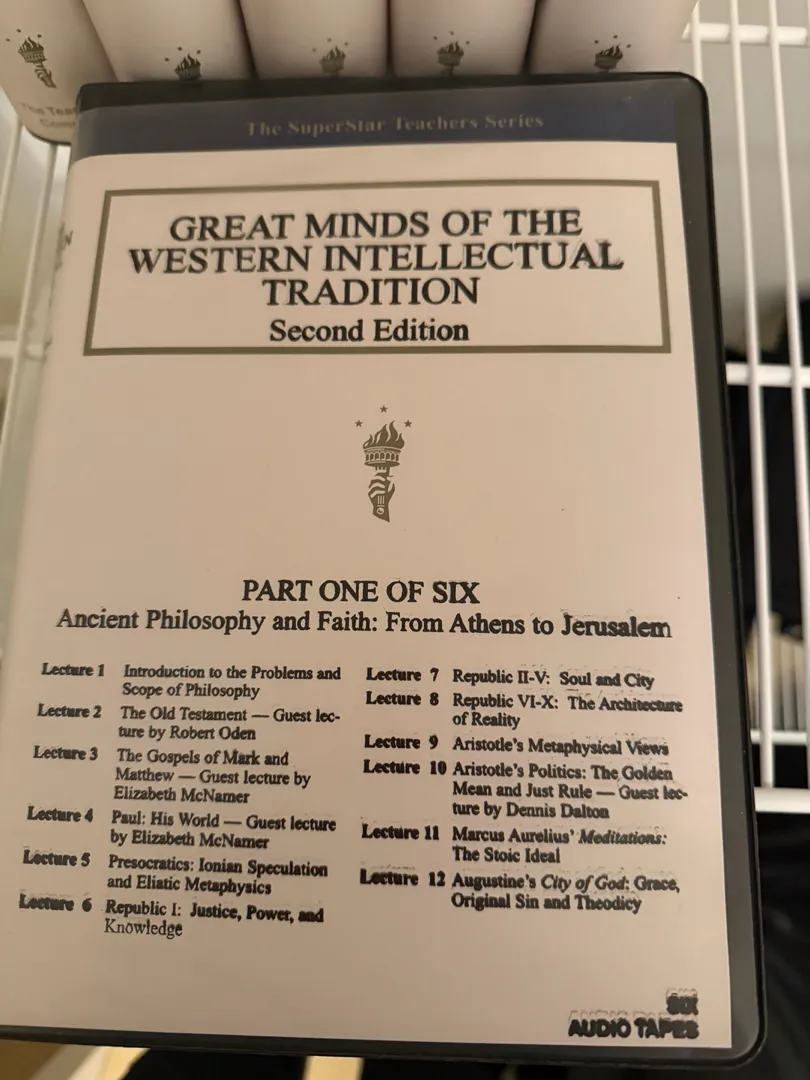 The SuperStar Teachers Series
GREAT MINDS OF THE
WESTERN INTELLECTUAL
TRADITION
Second Edition
PART ONE OF SIX
Ancient Philosophy and Faith: From Athens to Jerusalem
Lecture 1 Introduction to the Problems and
Scope of Philosophy
Lecture 2 The Old Testament — Guest lec-
ture by Robert Oden
Lecture 3 The Gospels of Mark and
Matthew — Guest lecture by
Elizabeth McNamer
Lecture 4 Paul: His World — Guest lecture
by Elizabeth McNamer
Lecture 5 Presocratics: Ionian Speculation
and Eliatic Metaphysics
Lecture 6 Republic I: Justice, Power, and
Knowledge
Lecture 7 Republic II-V: Soul and City
Lecture 8 Republic VI-X: The Architecture
of Reality
Lecture 9 Aristotle's Metaphysical Views
Lecture 10 Aristotle's Politics: The Golden
Mean and Just Rule — Guest lec-
ture by Dennis Dalton
Lecture 11 Marcus Aurelius' Meditations:
The Stoic Ideal
Lecture 12 Augustine's City of God: Grace,
Original Sin and Theodicy
SIX
AUDIO TAPES